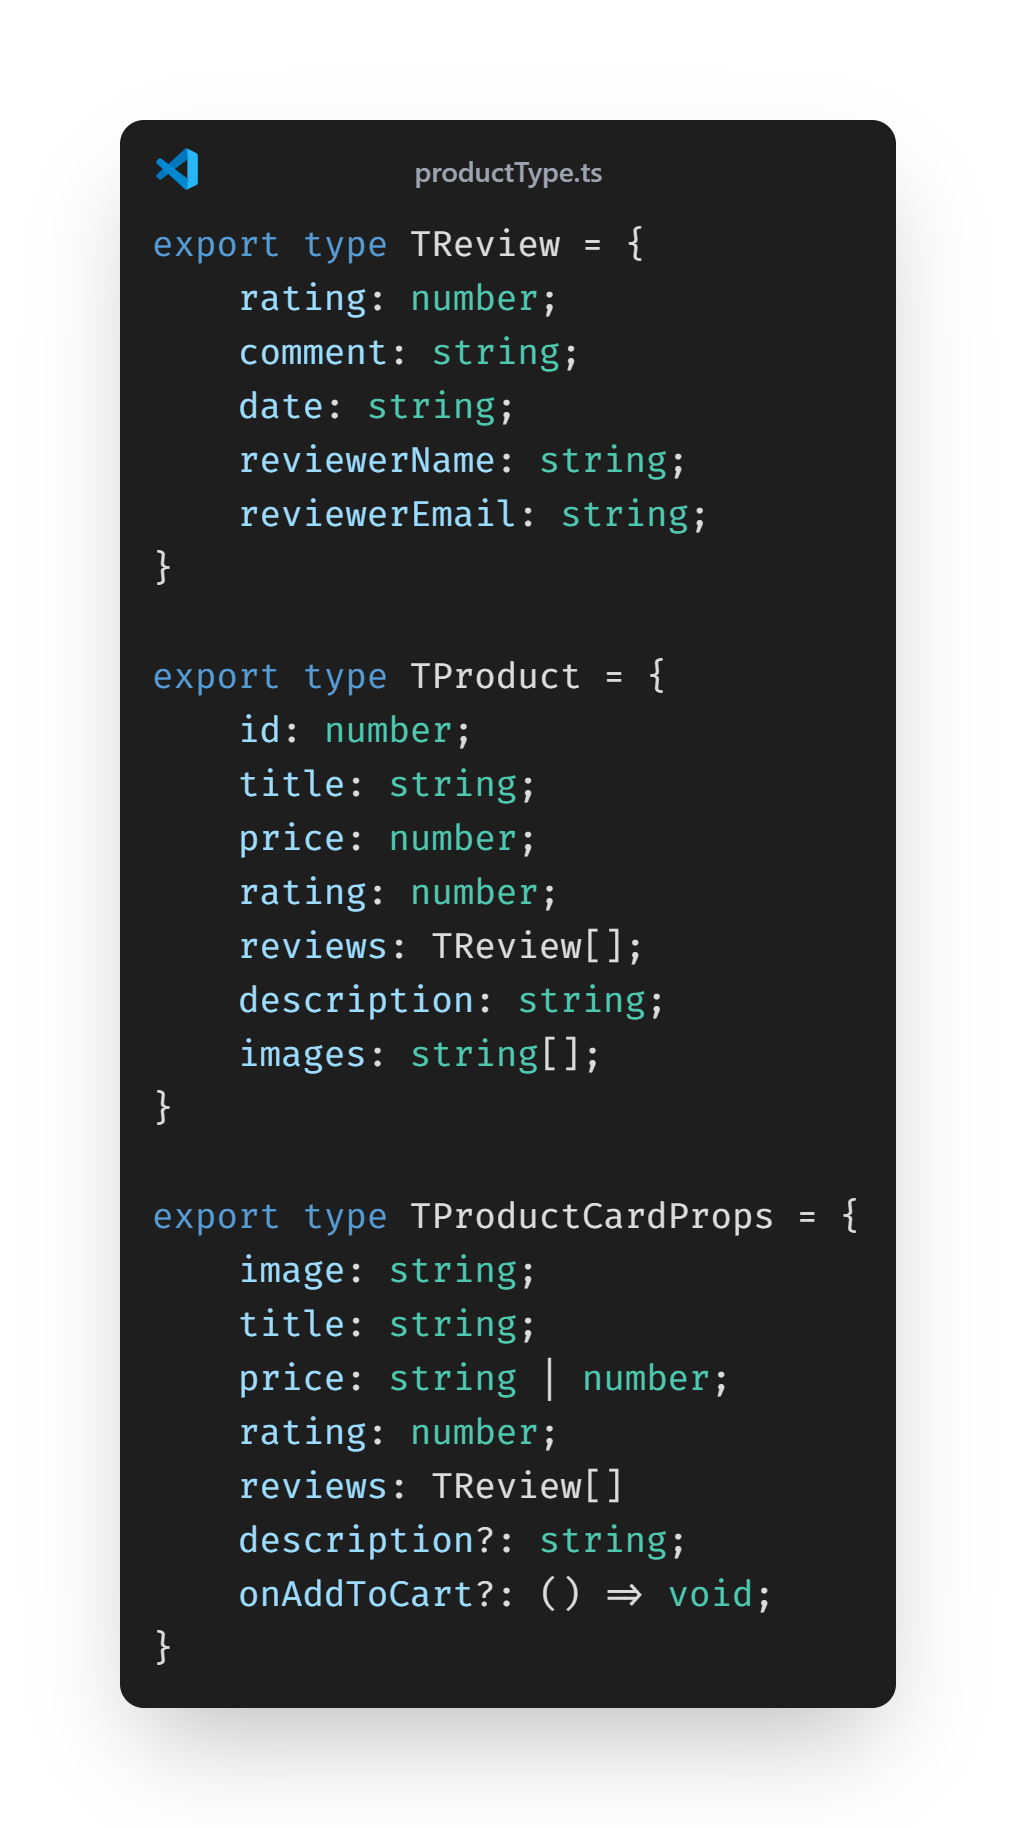 productType.ts
export type TReview = {
    rating: number;
    comment: string;
    date: string;
    reviewerName: string;
    reviewerEmail: string;
}

export type TProduct = {
    id: number;
    title: string;
    price: number;
    rating: number;
    reviews: TReview[];
    description: string;
    images: string[];
}

export type TProductCardProps = {
    image: string;
    title: string;
    price: string | number;
    rating: number;
    reviews: TReview[]
    description?: string;
    onAddToCart?: () => void;
}